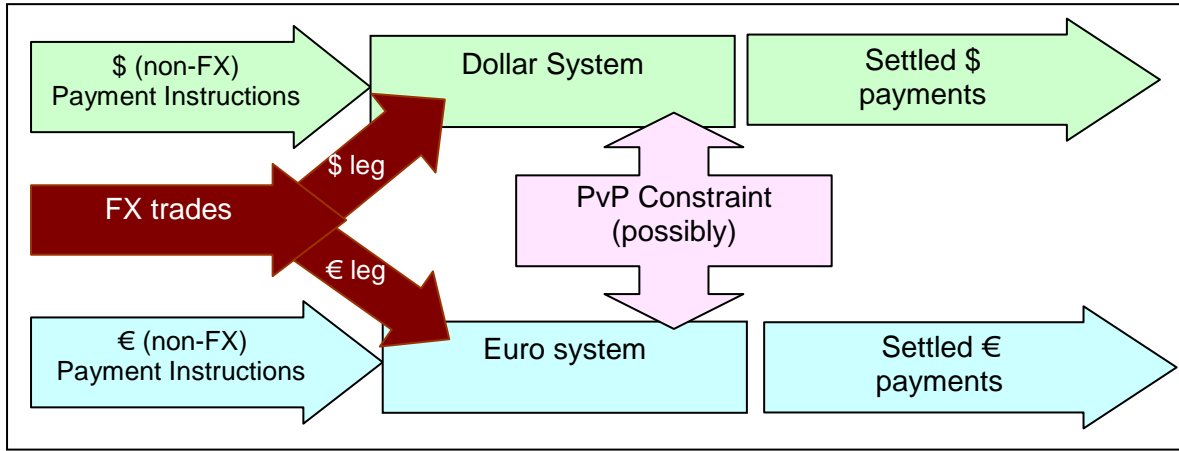 $ (non-FX)
Payment Instructions
Dollar System
Settled $
payments
$ leg
FX trades
PvP Constraint
(possibly)
€ leg
€ (non-FX)
Payment Instructions
Euro system
Settled €
payments